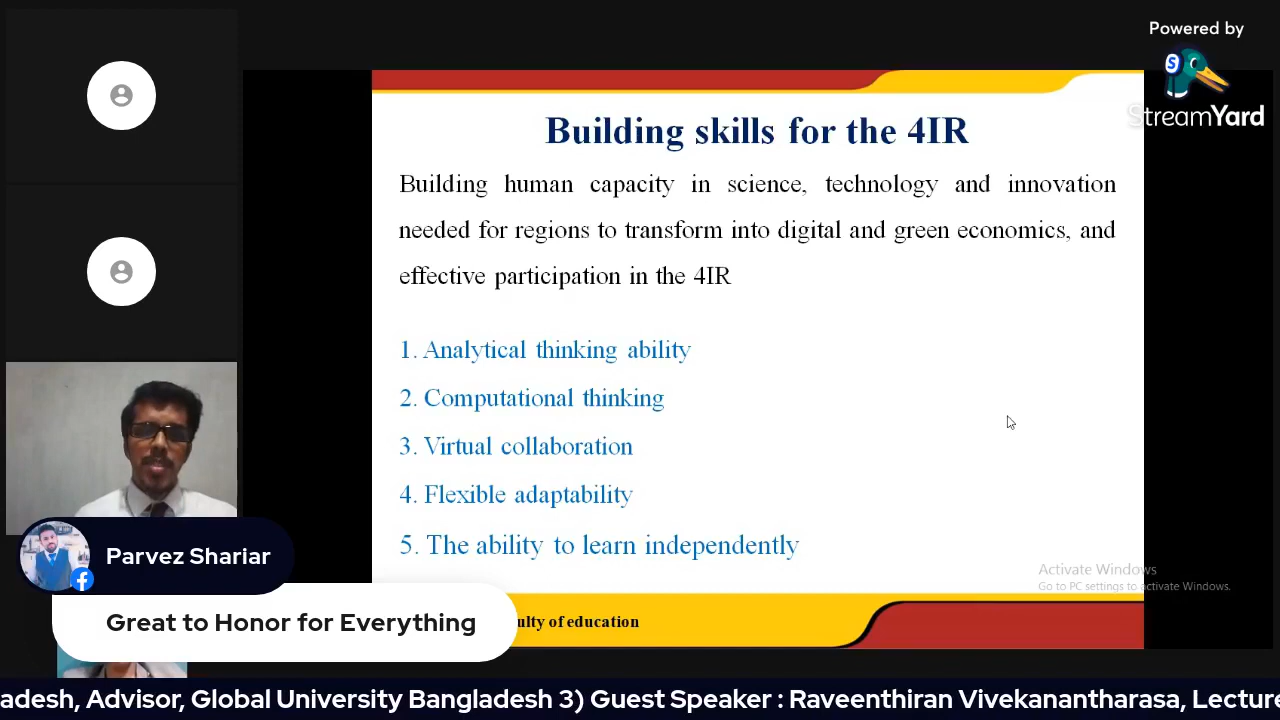 Powered by
StreamYard
Building skills for the 4IR
Building human capacity in science, technology and innovation
needed for regions to transform into digital and green economics, and
effective participation in the 4IR
1. Analytical thinking ability
2. Computational thinking
3. Virtual collaboration
4. Flexible adaptability
5. The ability to learn independently
Activate Windows
Go to PC settings to activate Windows.
Parvez Shariar
Great to Honor for Everything
ulty of education
adesh, Advisor, Global University Bangladesh 3) Guest Speaker : Raveenthiran Vivekanantharasa, Lecture